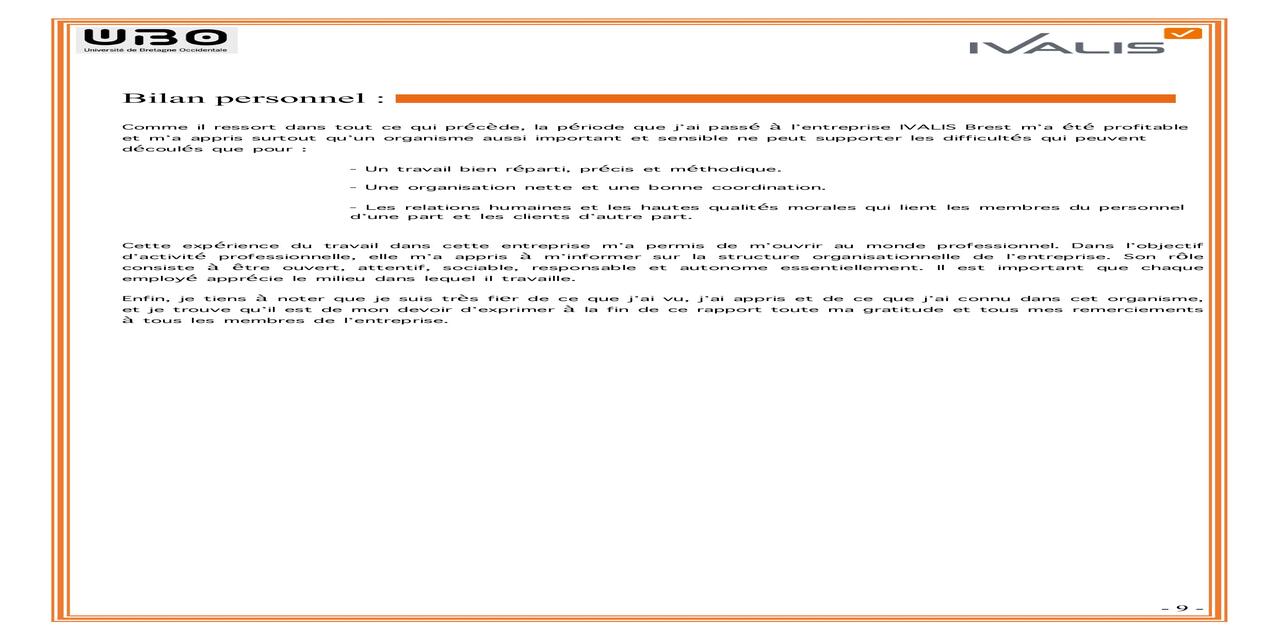 UBO
Université de Bretagne Occidentale
IVALIS
Bilan personnel :
Comme il ressort dans tout ce qui précède, la période que j'ai passé à l'entreprise IVALIS Brest m'a été profitable
et m'a appris surtout qu'un organisme aussi important et sensible ne peut supporter les difficultés qui peuvent
découlés que pour :
- Un travail bien réparti, précis et méthodique.
- Une organisation nette et une bonne coordination.
- Les relations humaines et les hautes qualités morales qui lient les membres du personnel
d'une part et les clients d'autre part.
Cette expérience du travail dans cette entreprise m'a permis de m'ouvrir au monde professionnel. Dans l'objectif
d'activité professionnelle, elle m'a appris à m'informer sur la structure organisationnelle de l'entreprise. Son rôle
consiste à être ouvert, attentif, sociable, responsable et autonome essentiellement. Il est important que chaque
employé apprécie le milieu dans lequel il travaille.
Enfin, je tiens à noter que je suis très fier de ce que j'ai vu, j'ai appris et de ce que j'ai connu dans cet organisme,
et je trouve qu'il est de mon devoir d'exprimer à la fin de ce rapport toute ma gratitude et tous mes remerciements
à tous les membres de l'entreprise.
- 9 -